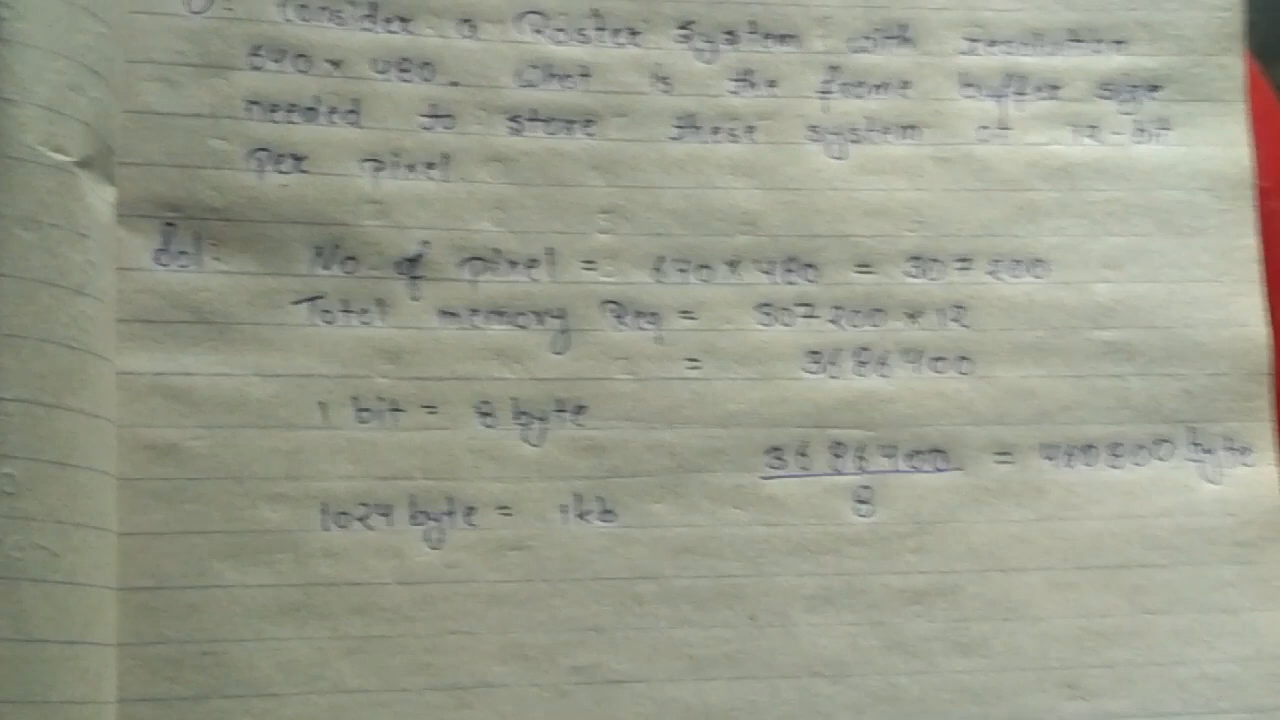 Q: Consider a Raster System with resolution
640 × 480. What is the frame buffer size
needed to store these system at 12-bit
per pixel.
Sol:- No. of pixel = 640 × 480 = 307200
Total memory Req = 307200 × 12
= 3686400
1 bit = 8 byte
3686400 / 8 = 460800 byte
1024 byte = 1kb